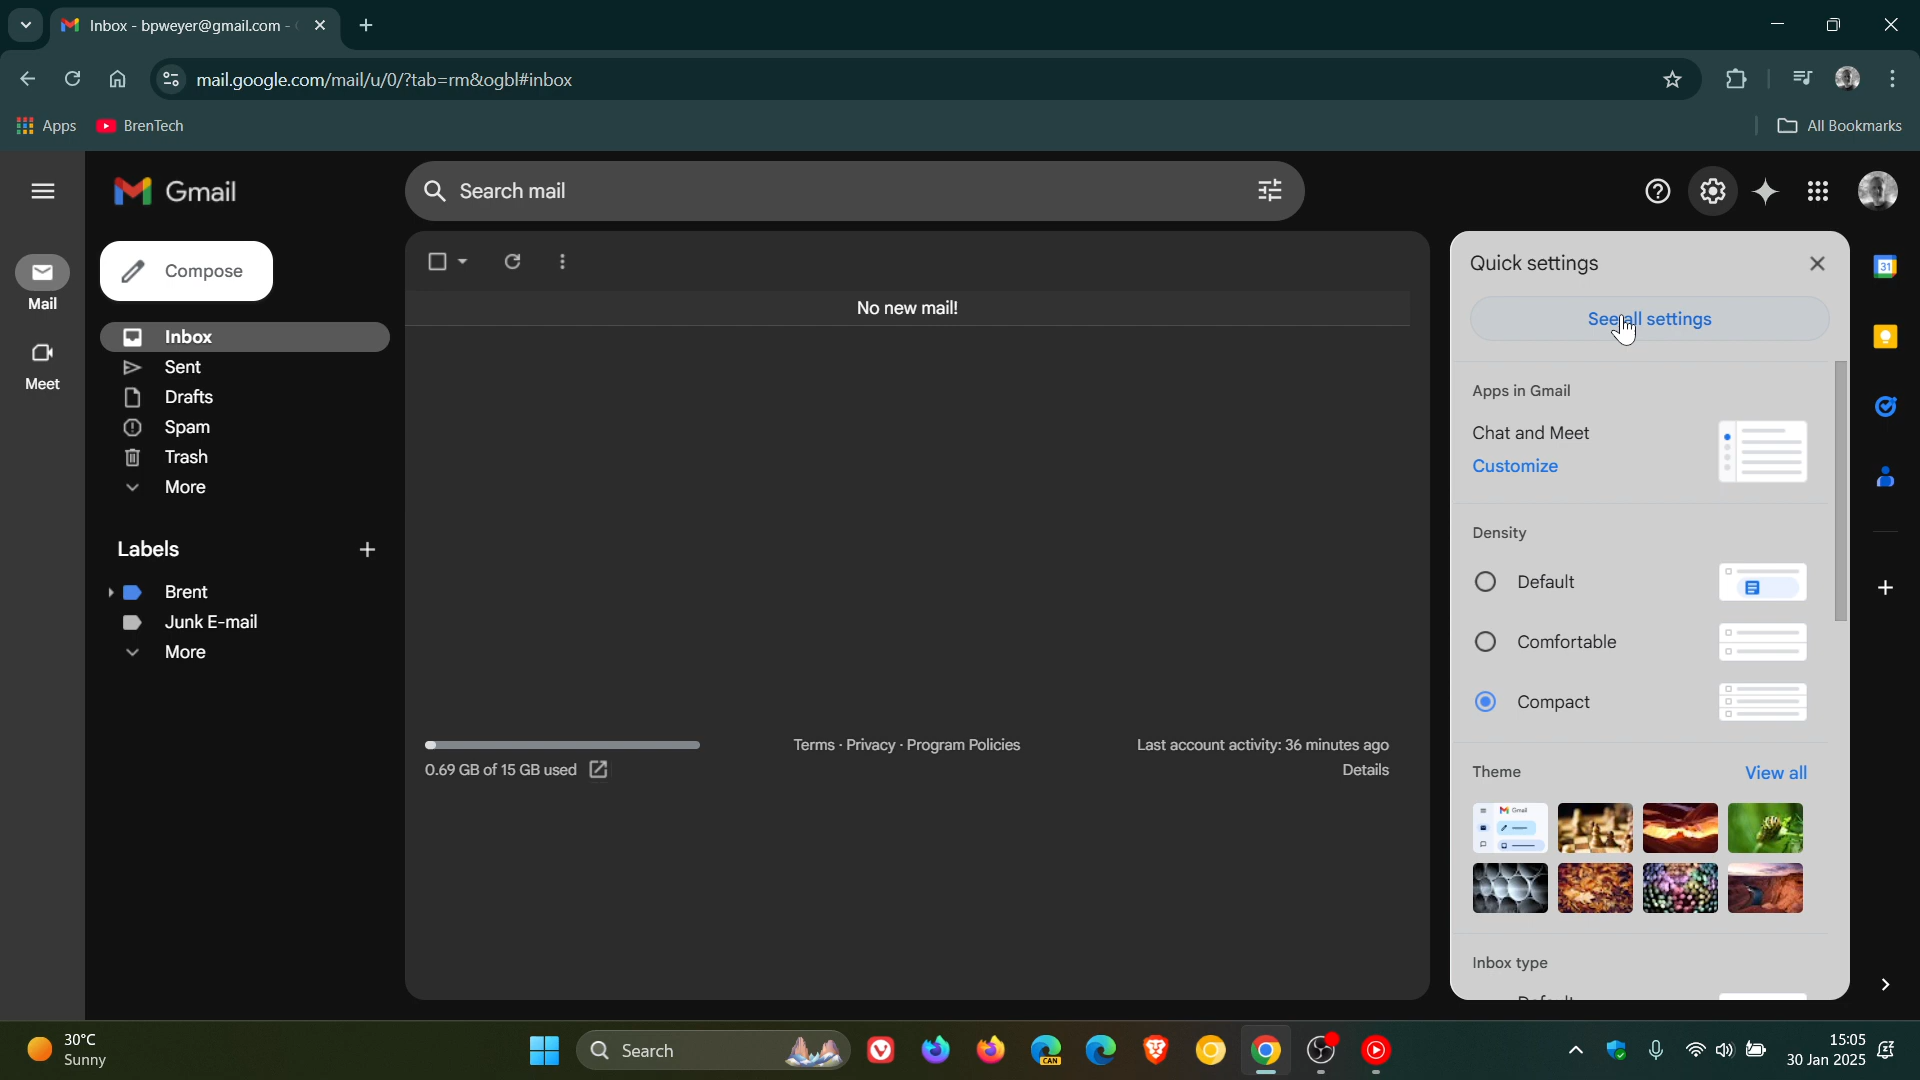 Inbox - bpweyer@gmail.com -
mail.google.com/mail/u/0/?tab=rm&ogbl#inbox
Apps
BrenTech
All Bookmarks
Gmail
Search mail
Compose
Mail
Meet
Inbox
Sent
Drafts
Spam
Trash
More
Labels
Brent
Junk E-mail
More
No new mail!
0.69 GB of 15 GB used
Terms · Privacy · Program Policies
Last account activity: 36 minutes ago
Details
Quick settings
See all settings
Apps in Gmail
Chat and Meet
Customize
Density
Default
Comfortable
Compact
Theme
View all
Gmail
Inbox type
31
30°C
Sunny
Search
CAN
15:05
30 Jan 2025